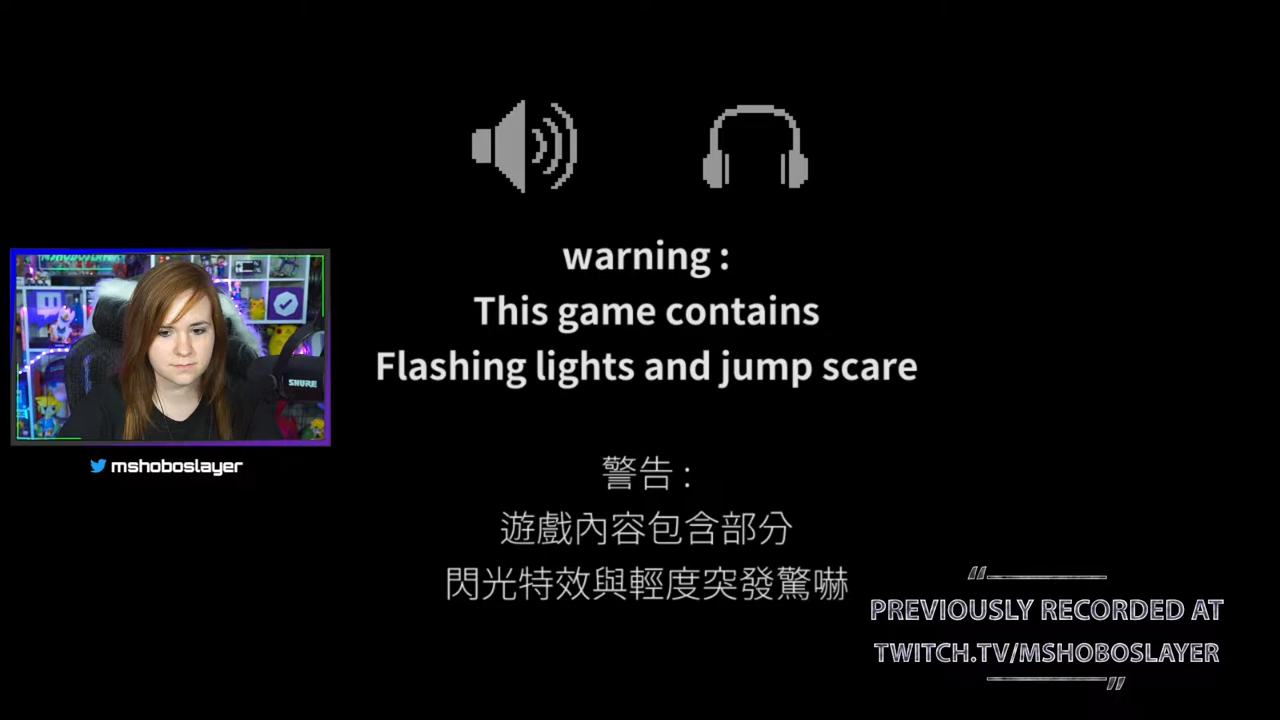 warning :
This game contains
Flashing lights and jump scare
警告 :
遊戲內容包含部分
閃光特效與輕度突發驚嚇
SHURE
mshoboslayer
PREVIOUSLY RECORDED AT
TWITCH.TV/MSHOBOSLAYER